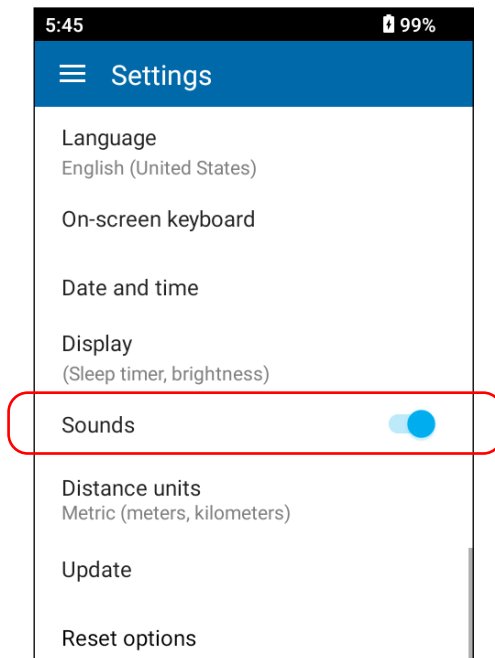 5:45 99%
Settings
Language
English (United States)
On-screen keyboard
Date and time
Display
(Sleep timer, brightness)
Sounds
Distance units
Metric (meters, kilometers)
Update
Reset options